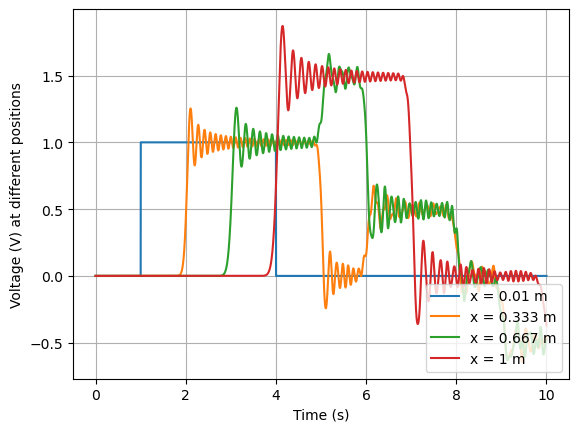 Voltage (V) at different positions
1.5
1.0
0.5
0.0
−0.5
x = 0.01 m
x = 0.333 m
x = 0.667 m
x = 1 m
0 2 4 6 8 10
Time (s)